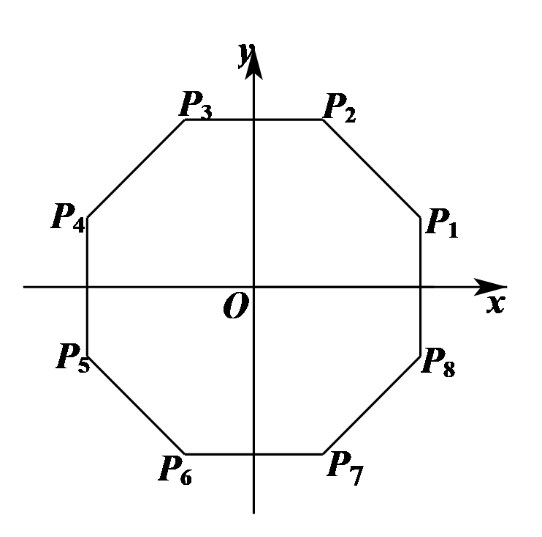 y
P₃ P₂
P₄ P₁
O x
P₅ P₈
P₆ P₇